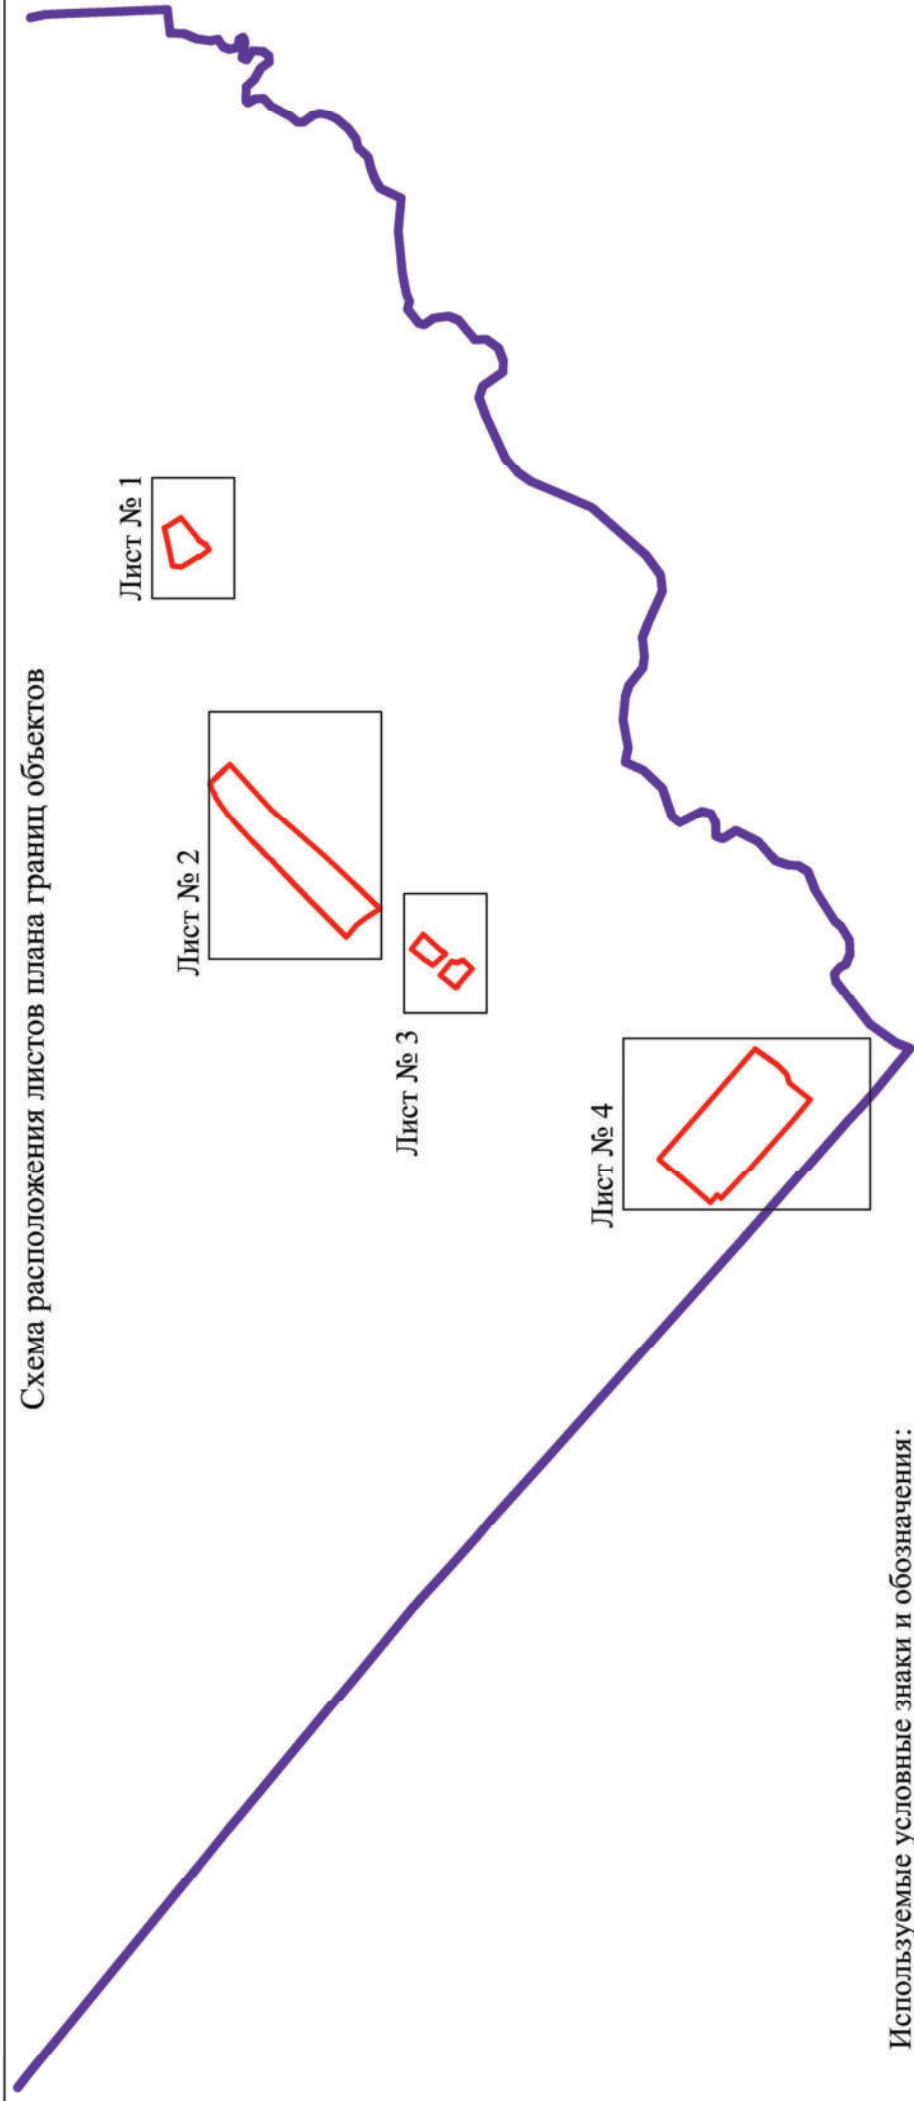 Схема расположения листов плана границ объектов
Лист № 1
Лист № 2
Лист № 3
Лист № 4
Используемые условные знаки и обозначения: